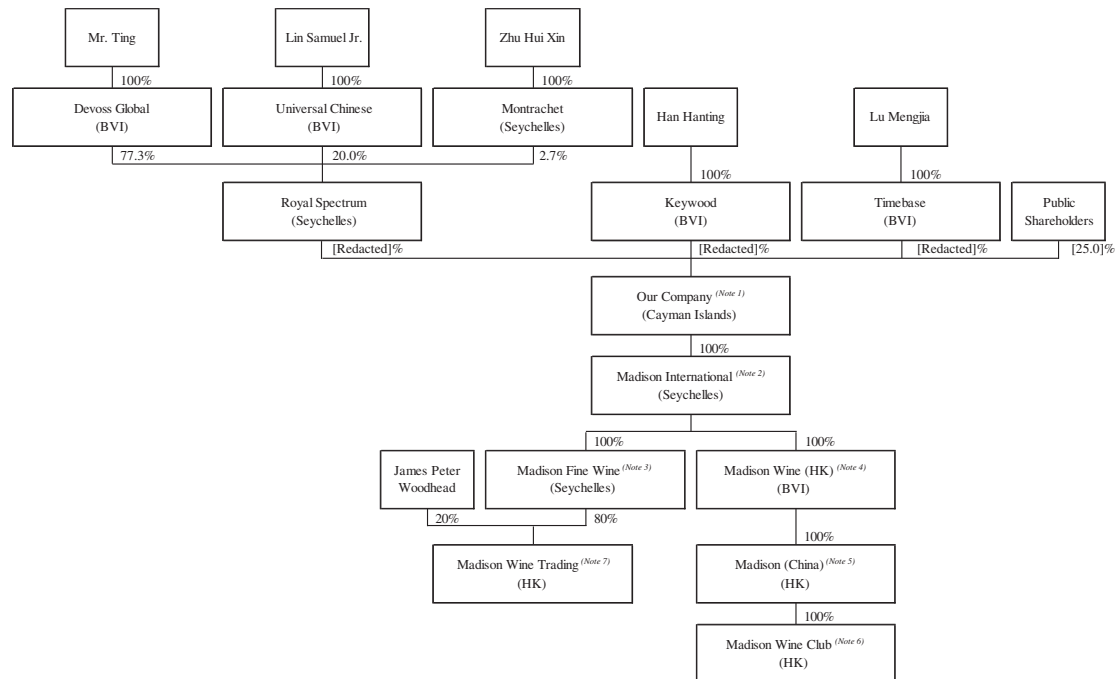 Mr. Ting
Lin Samuel Jr.
Zhu Hui Xin
100%
100%
100%
Devoss Global
(BVI)
Universal Chinese
(BVI)
Montrachet
(Seychelles)
Han Hanting
Lu Mengjia
77.3%
20.0%
2.7%
100%
100%
Royal Spectrum
(Seychelles)
Keywood
(BVI)
Timebase
(BVI)
Public
Shareholders
[Redacted]%
[Redacted]%
[Redacted]%
[25.0]%
Our Company (Note 1)
(Cayman Islands)
100%
Madison International (Note 2)
(Seychelles)
100%
100%
James Peter
Woodhead
Madison Fine Wine (Note 3)
(Seychelles)
Madison Wine (HK) (Note 4)
(BVI)
20%
80%
100%
Madison Wine Trading (Note 7)
(HK)
Madison (China) (Note 5)
(HK)
100%
Madison Wine Club (Note 6)
(HK)